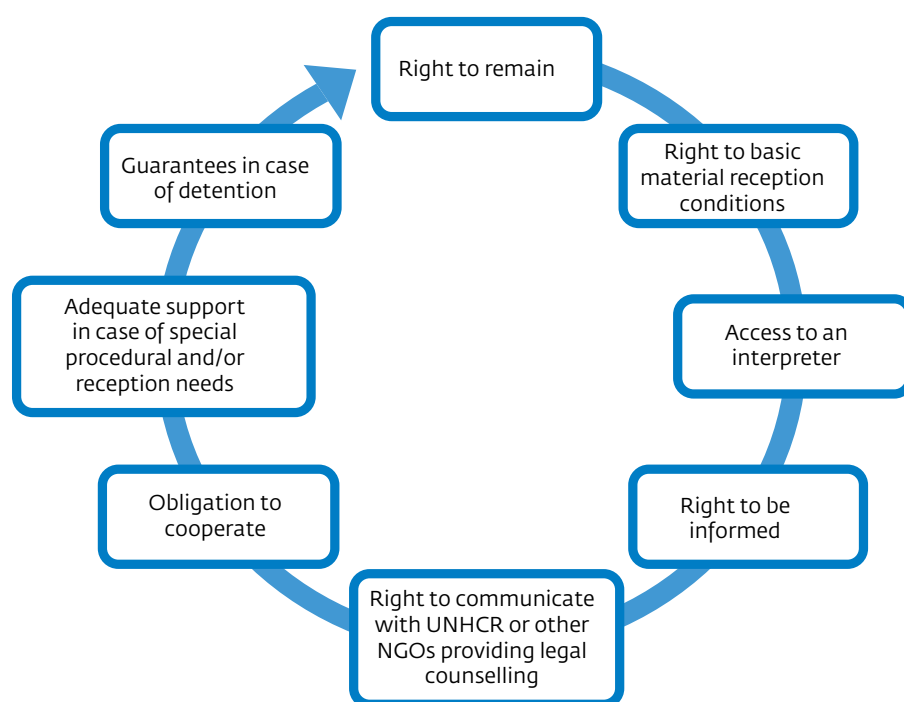 Right to remain
Right to basic
material reception
conditions
Access to an
interpreter
Right to be
informed
Right to communicate
with UNHCR or other
NGOs providing legal
counselling
Obligation to
cooperate
Adequate support
in case of special
procedural and/or
reception needs
Guarantees in case
of detention